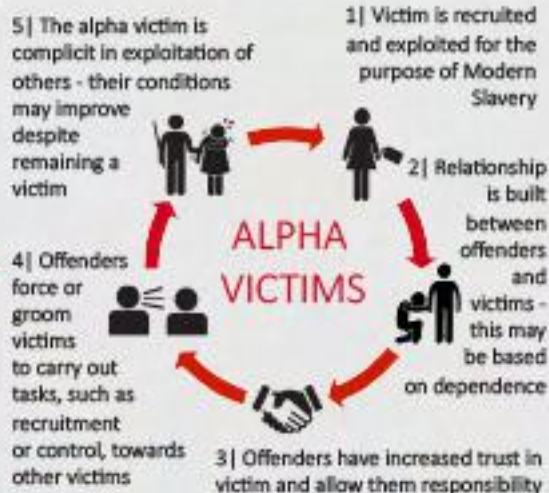 1| Victim is recruited
and exploited for the
purpose of Modern
Slavery
2| Relationship
is built
between
offenders
and
victims -
this may
be based
on dependence
3| Offenders have increased trust in
victim and allow them responsibility
4| Offenders
force or
groom
victims
to carry out
tasks, such as
recruitment
or control, towards
other victims
5| The alpha victim is
complicit in exploitation of
others - their conditions
may improve
despite
remaining a
victim
ALPHA
VICTIMS